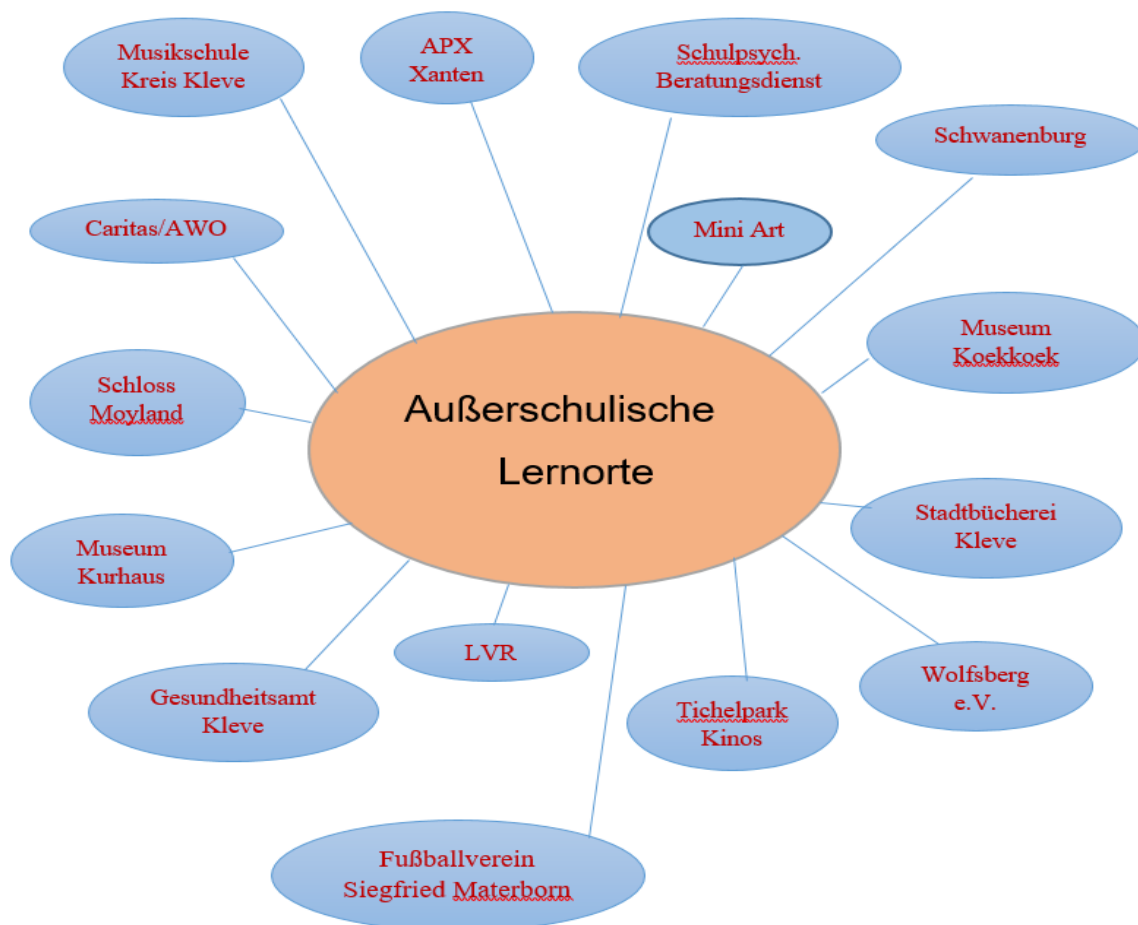 Musikschule
Kreis Kleve
APX
Xanten
Schulpsych.
Beratungsdienst
Schwanenburg
Caritas/AWO
Mini Art
Museum
Koekkoek
Schloss
Moyland
Außerschulische
Lernorte
Stadtbücherei
Kleve
Museum
Kurhaus
LVR
Wolfsberg
e.V.
Gesundheitsamt
Kleve
Tichelpark
Kinos
Fußballverein
Siegfried Materborn